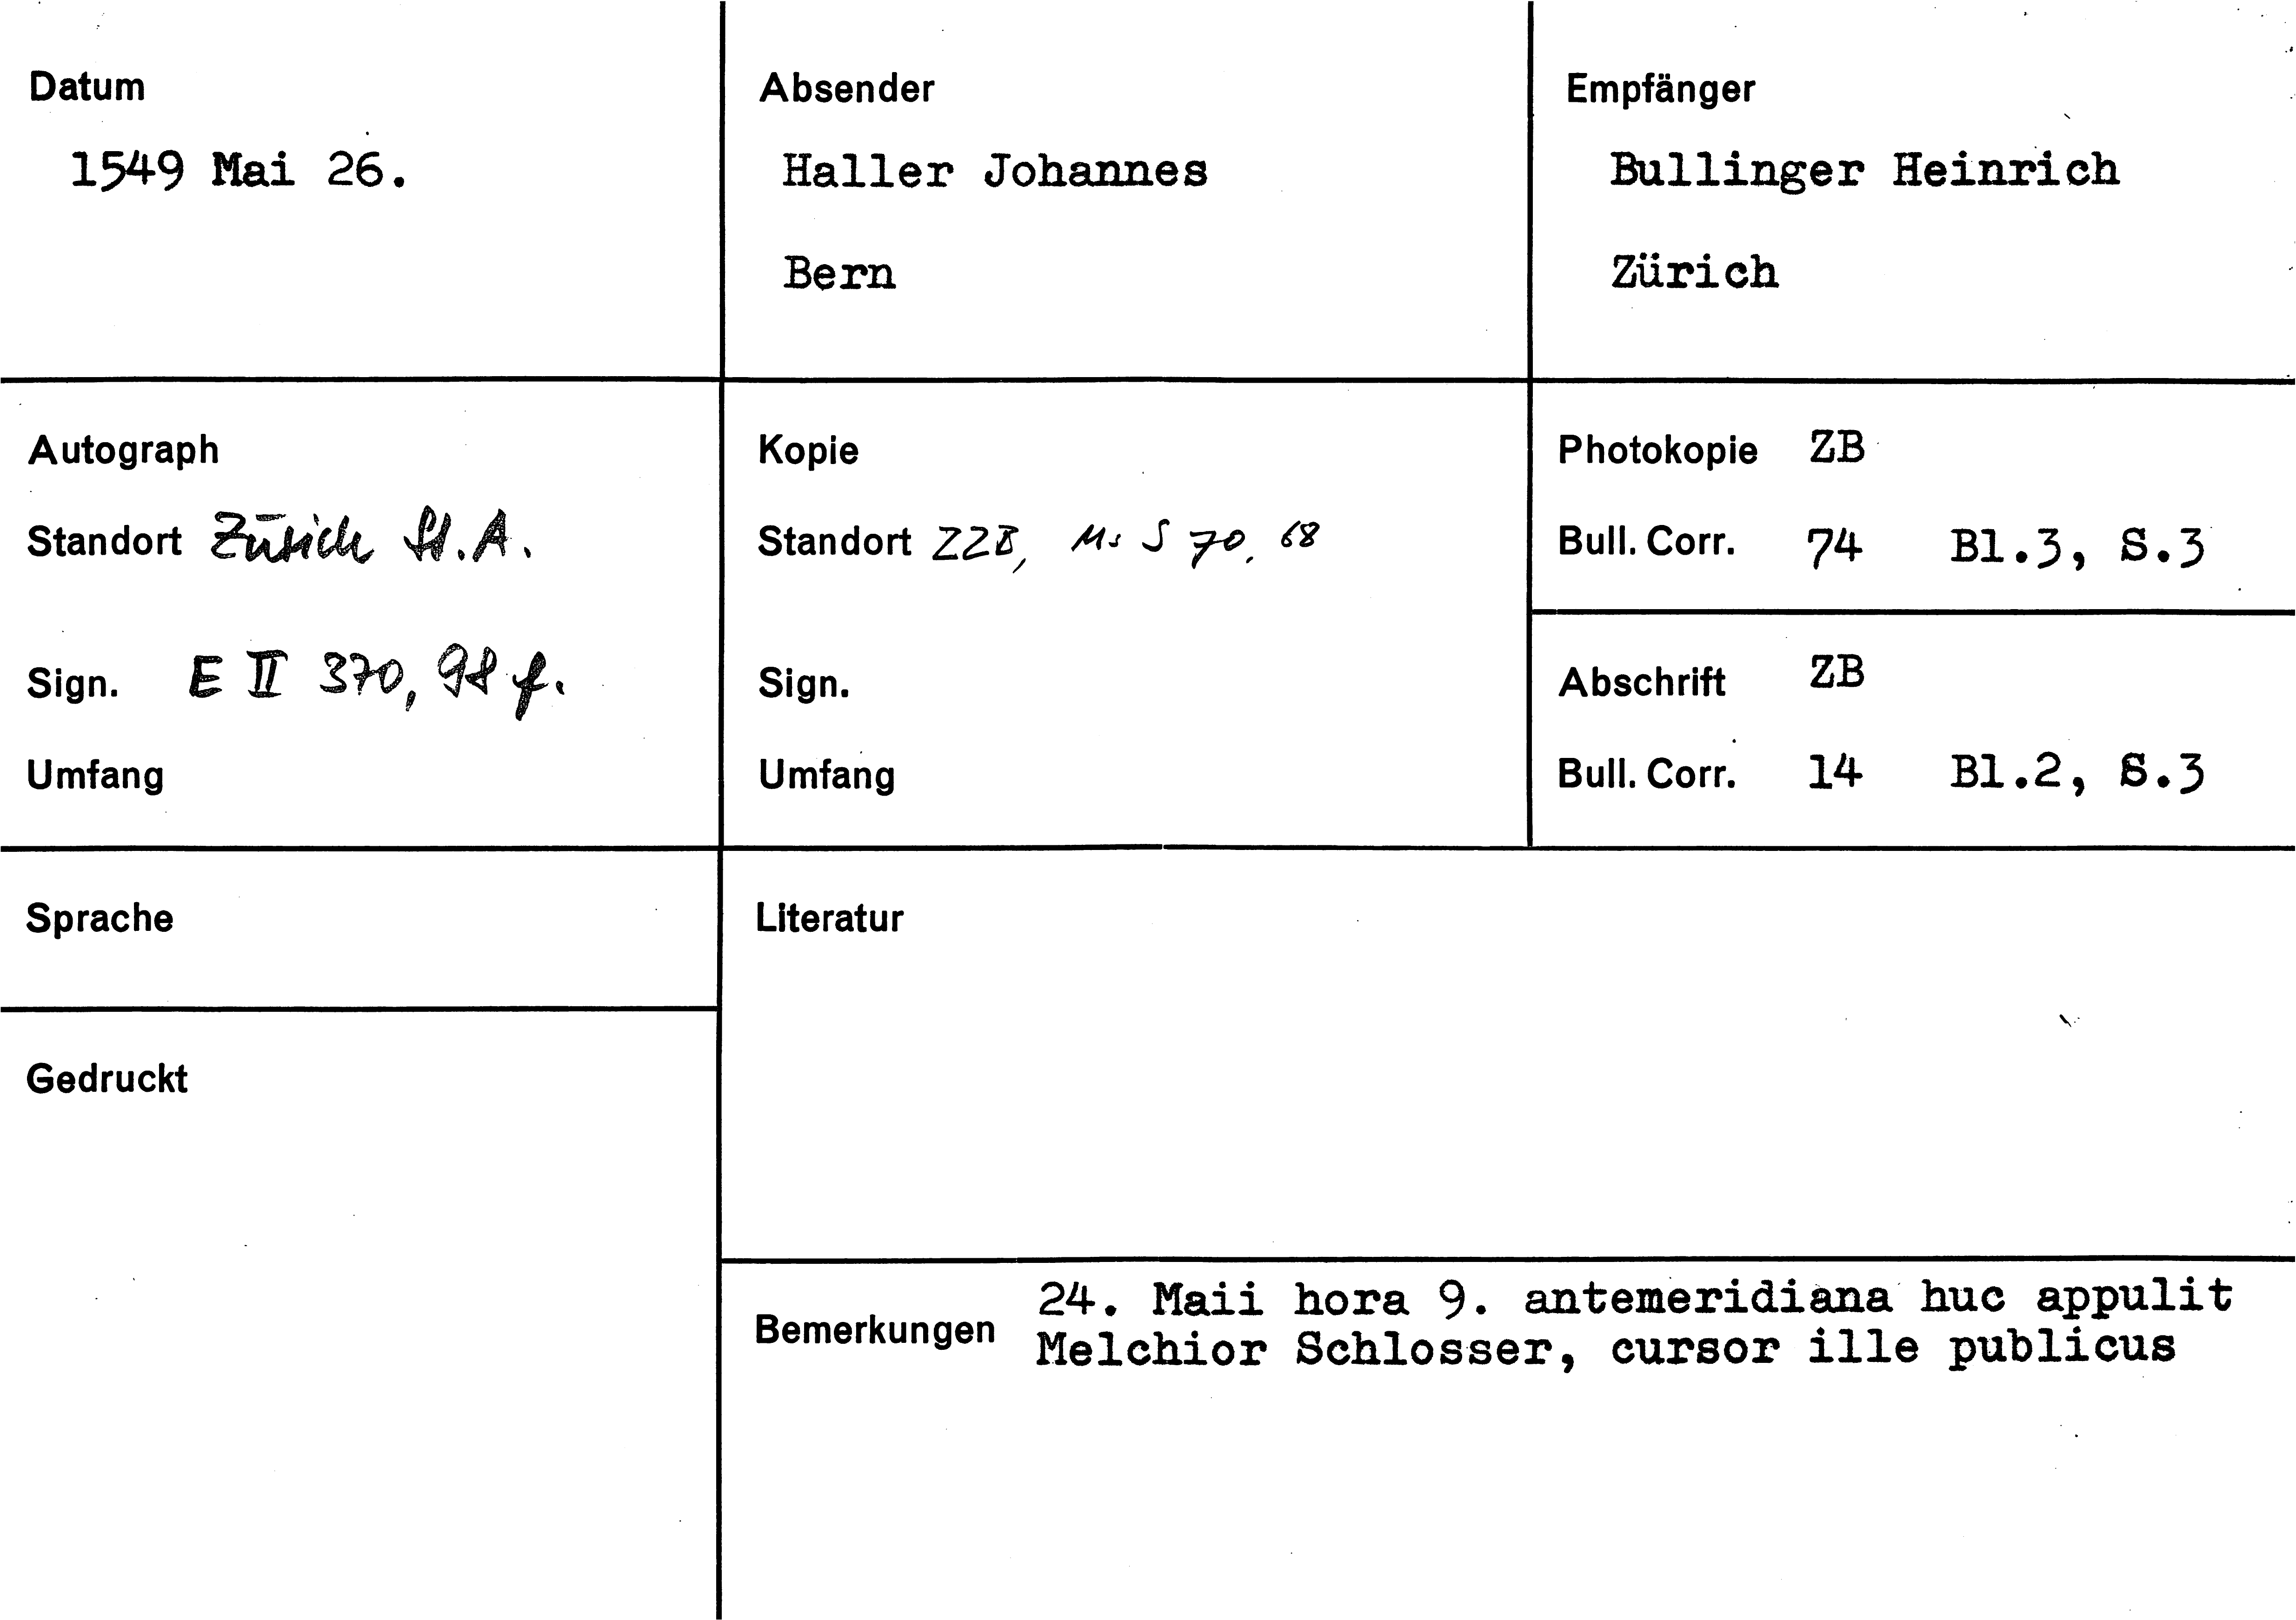 Datum
1549 Mai 26.
Absender
Haller Johannes
Bern
Empfänger
Bullinger Heinrich
Zürich
Autograph
Standort Zürich St. A.
Sign. E II 370, 98 f.
Umfang
Kopie
Standort ZZB, Ms S 70, 68
Sign.
Umfang
Photokopie ZB
Bull. Corr. 74 Bl.3, S.3
Abschrift ZB
Bull. Corr. 14 Bl.2, S.3
Sprache
Gedruckt
Literatur
Bemerkungen 24. Maii hora 9. antemeridiana huc appulit
Melchior Schlosser, cursor ille publicus